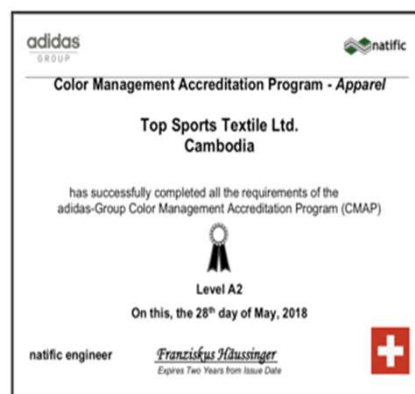 adidas
GROUP
natific
Color Management Accreditation Program - Apparel
Top Sports Textile Ltd.
Cambodia
has successfully completed all the requirements of the
adidas-Group Color Management Accreditation Program (CMAP)
Level A2
On this, the 28th day of May, 2018
natific engineer
Franziskus Häussinger
Expires Two Years from Issue Date